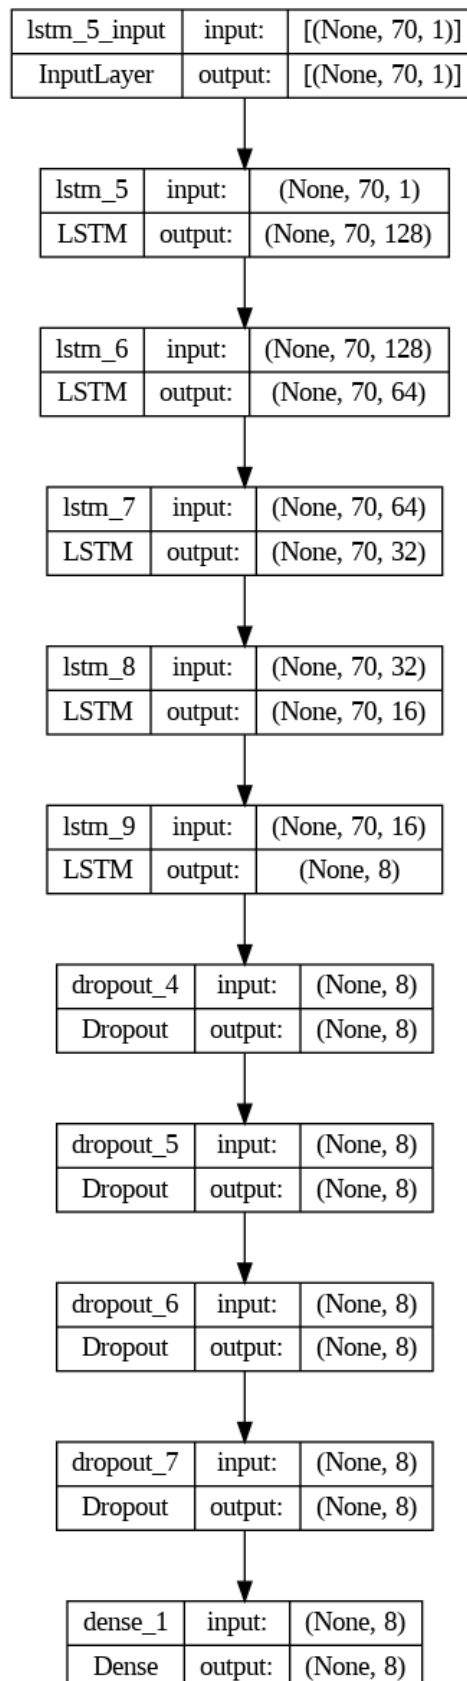 lstm_5_input input: [(None, 70, 1)]
InputLayer output: [(None, 70, 1)]
lstm_5 input: (None, 70, 1)
LSTM output: (None, 70, 128)
lstm_6 input: (None, 70, 128)
LSTM output: (None, 70, 64)
lstm_7 input: (None, 70, 64)
LSTM output: (None, 70, 32)
lstm_8 input: (None, 70, 32)
LSTM output: (None, 70, 16)
lstm_9 input: (None, 70, 16)
LSTM output: (None, 8)
dropout_4 input: (None, 8)
Dropout output: (None, 8)
dropout_5 input: (None, 8)
Dropout output: (None, 8)
dropout_6 input: (None, 8)
Dropout output: (None, 8)
dropout_7 input: (None, 8)
Dropout output: (None, 8)
dense_1 input: (None, 8)
Dense output: (None, 8)